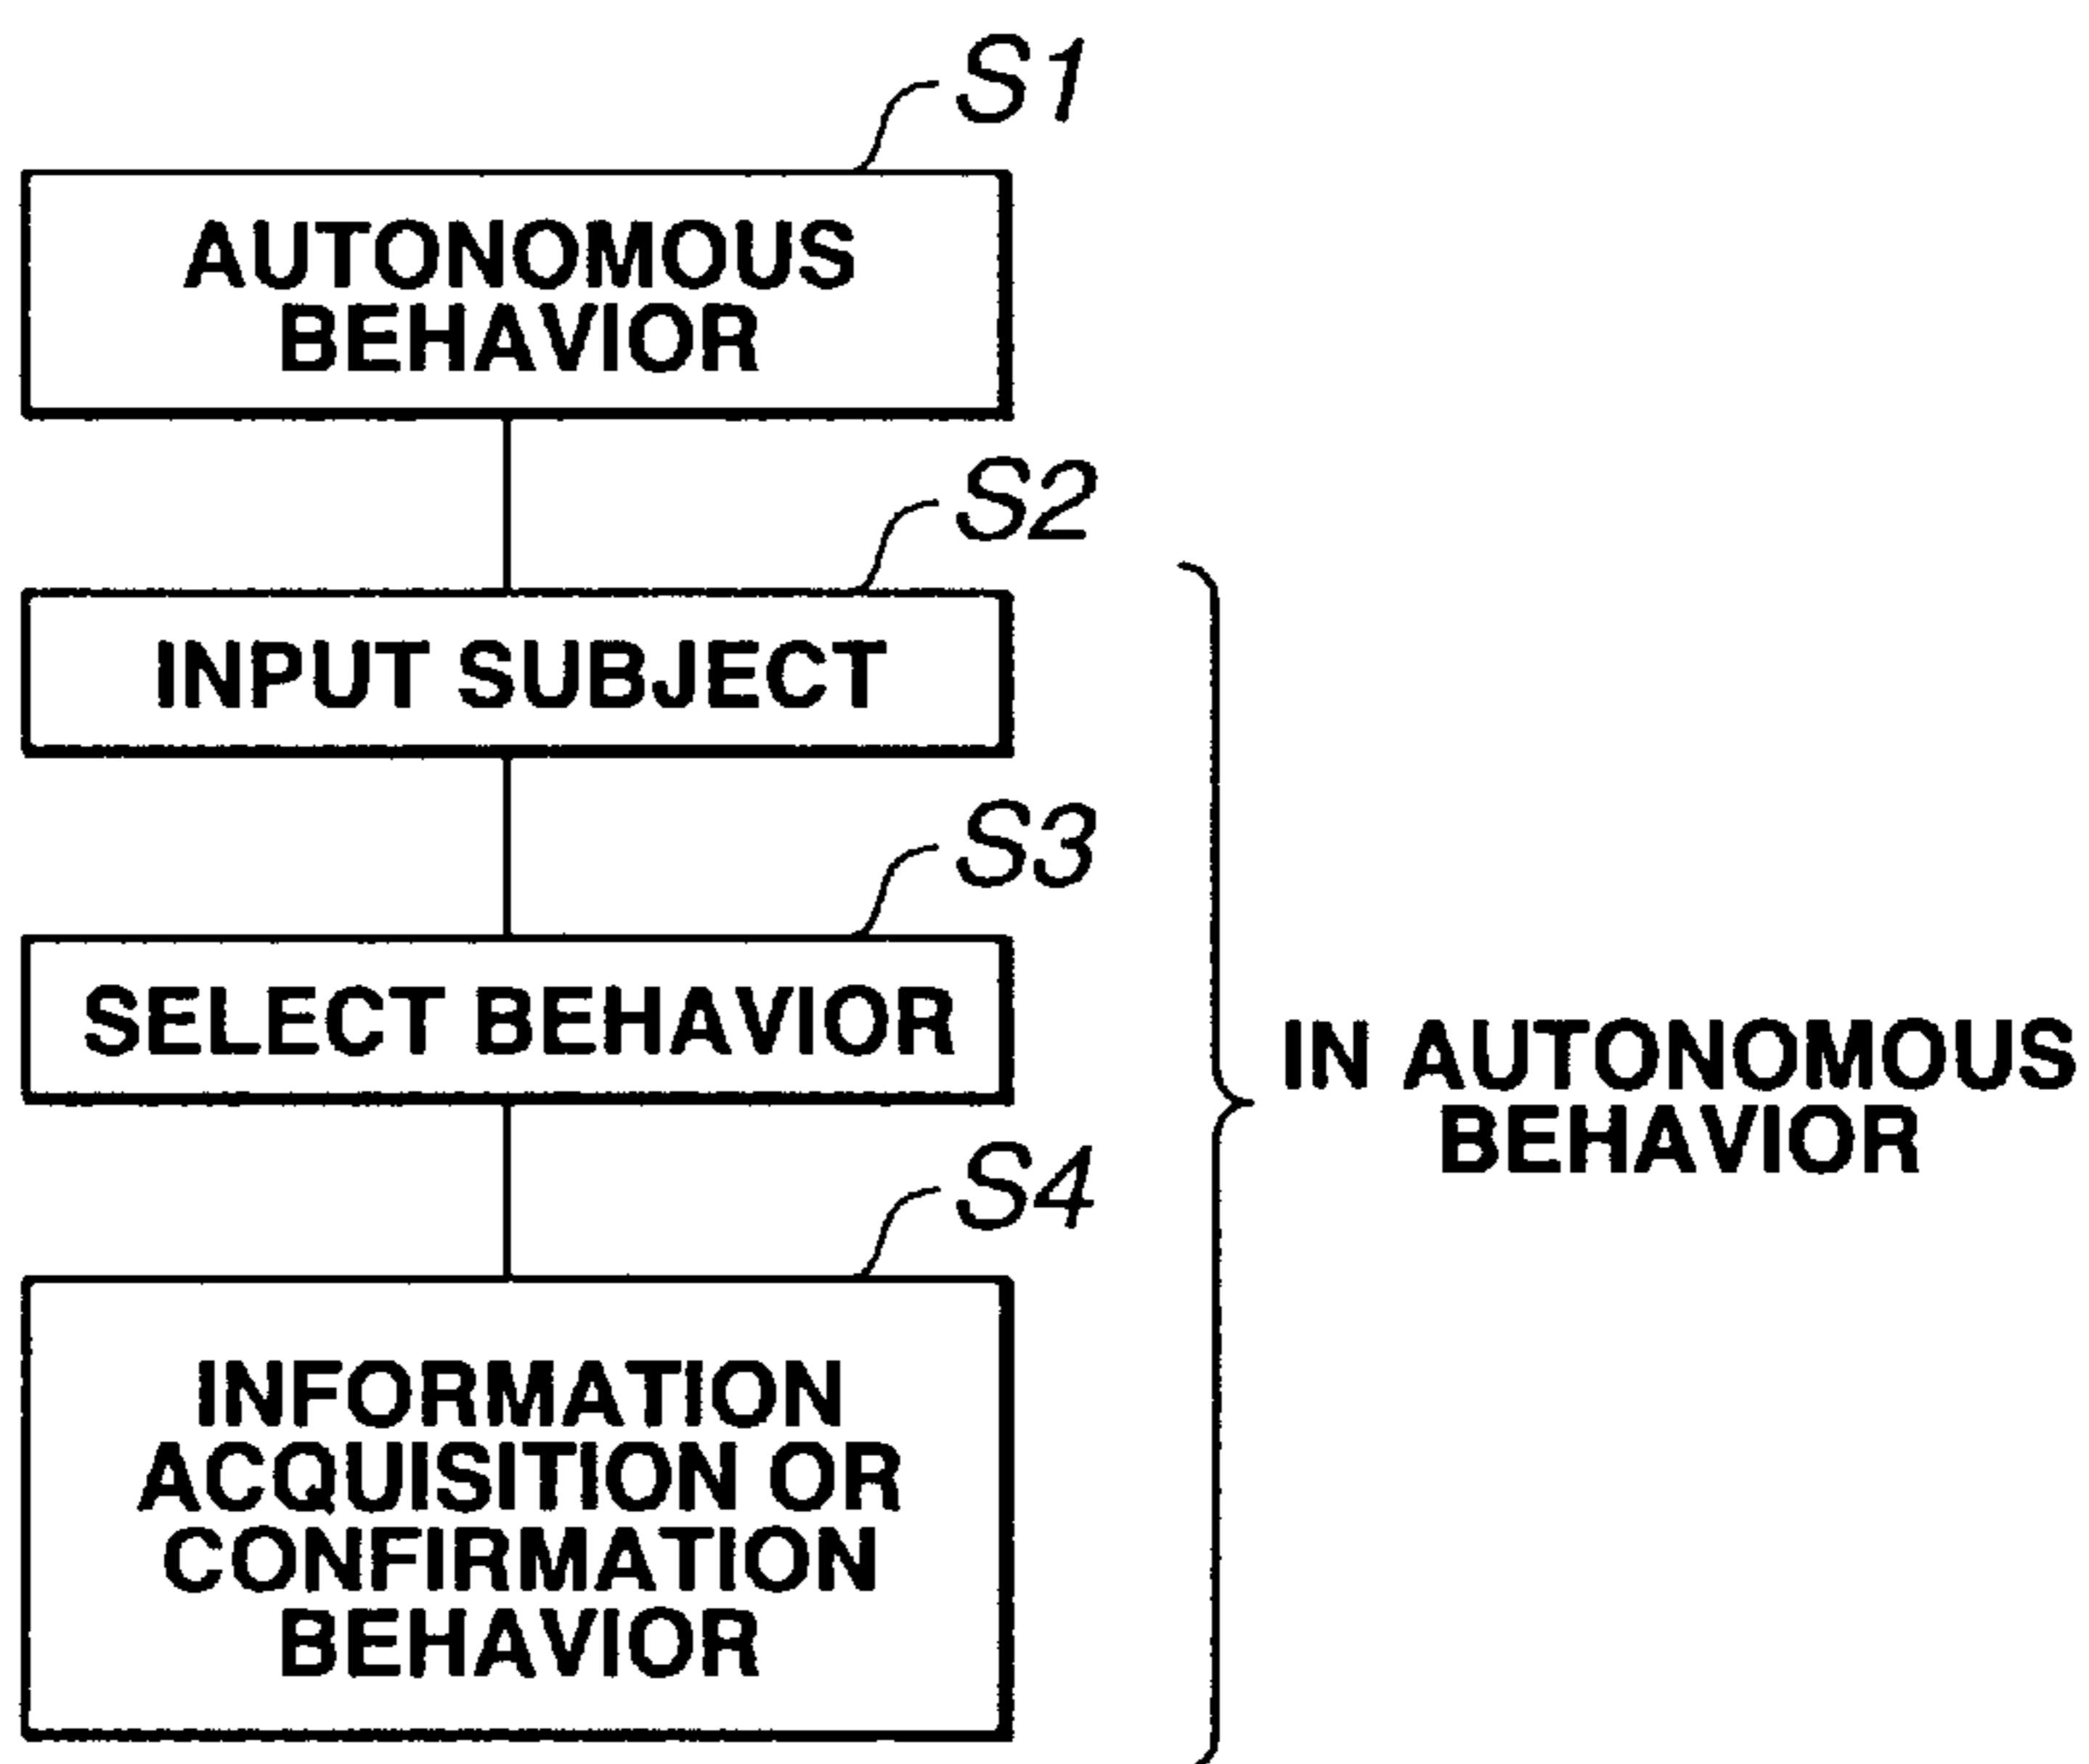 S1
AUTONOMOUS
BEHAVIOR
S2
INPUT SUBJECT
S3
SELECT BEHAVIOR
S4
INFORMATION
ACQUISITION OR
CONFIRMATION
BEHAVIOR
IN AUTONOMOUS
BEHAVIOR